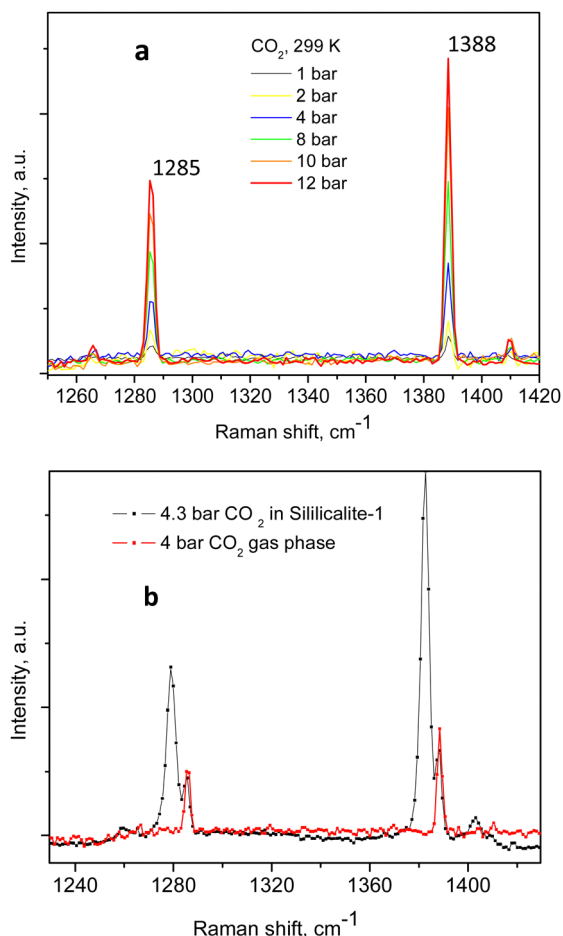 a
CO2, 299 K
1388
1 bar
2 bar
4 bar
8 bar
10 bar
12 bar
1285
Intensity, a.u.
1260 1280 1300 1320 1340 1360 1380 1400 1420
Raman shift, cm-1
4.3 bar CO 2 in Sililicalite-1
4 bar CO2 gas phase
b
Intensity, a.u.
1240 1280 1320 1360 1400
Raman shift, cm-1